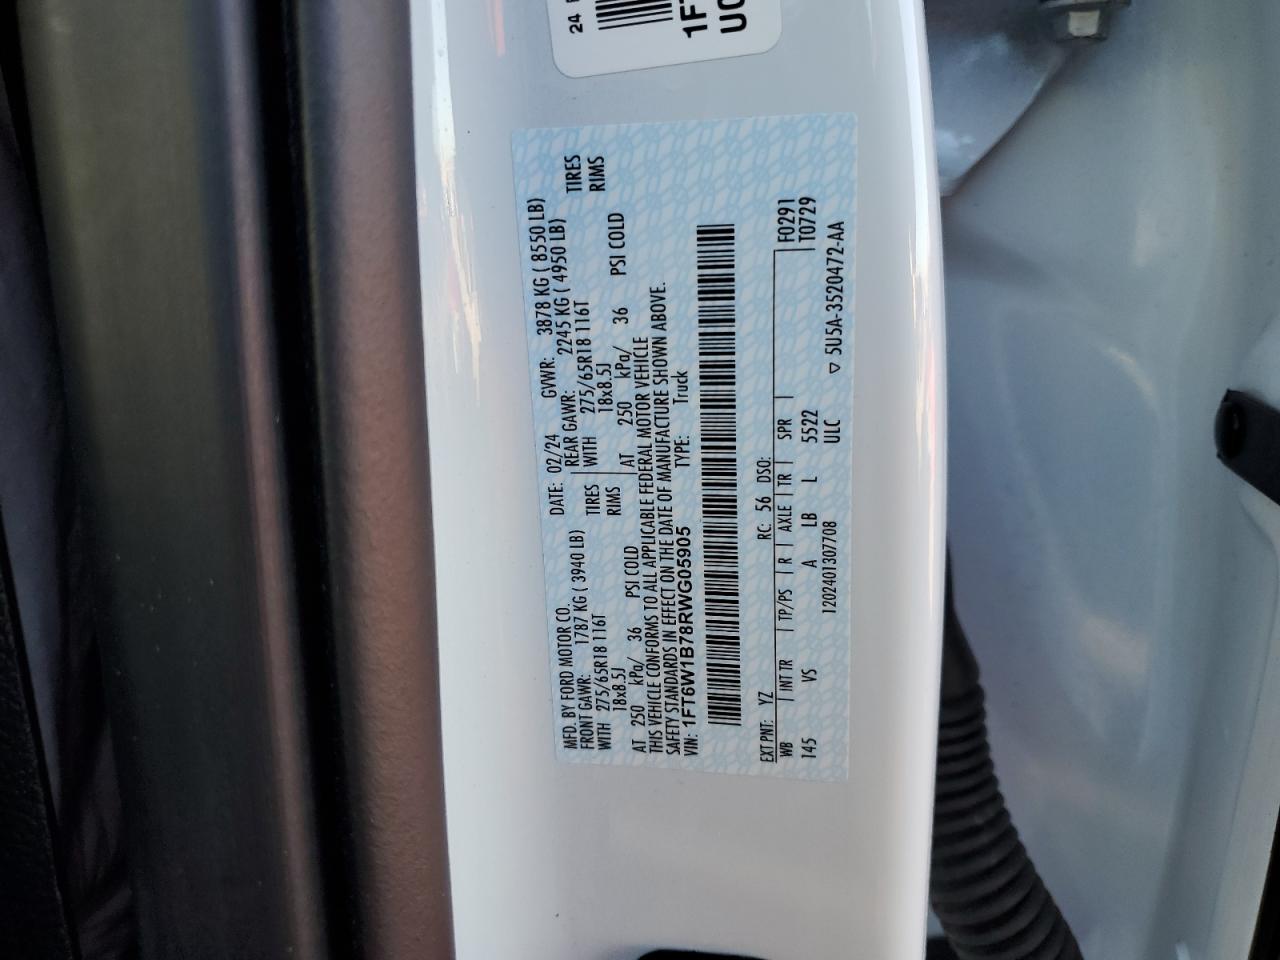 24 F
1FT
MFD. BY FORD MOTOR CO. DATE: 02/24 GVWR: 3878 KG ( 8550 LB)
FRONT GAWR: 1787 KG ( 3940 LB) REAR GAWR: 2245 KG ( 4950 LB)
WITH 275/65R18 116T TIRES WITH 275/65R18 116T TIRES
18x8.5J RIMS 18x8.5J RIMS
AT 250 kPa/ 36 PSI COLD AT 250 kPa/ 36 PSI COLD
THIS VEHICLE CONFORMS TO ALL APPLICABLE FEDERAL MOTOR VEHICLE
SAFETY STANDARDS IN EFFECT ON THE DATE OF MANUFACTURE SHOWN ABOVE.
VIN: 1FT6W1B78RWG05905 TYPE: Truck
EXT PNT: YZ RC: 56 DSO: F0291
WB INT TR TP/PS R AXLE TR SPR T0729
145 VS A LB L 5522
120240130​7708 ULC ▽ 5U5A-3520472-AA